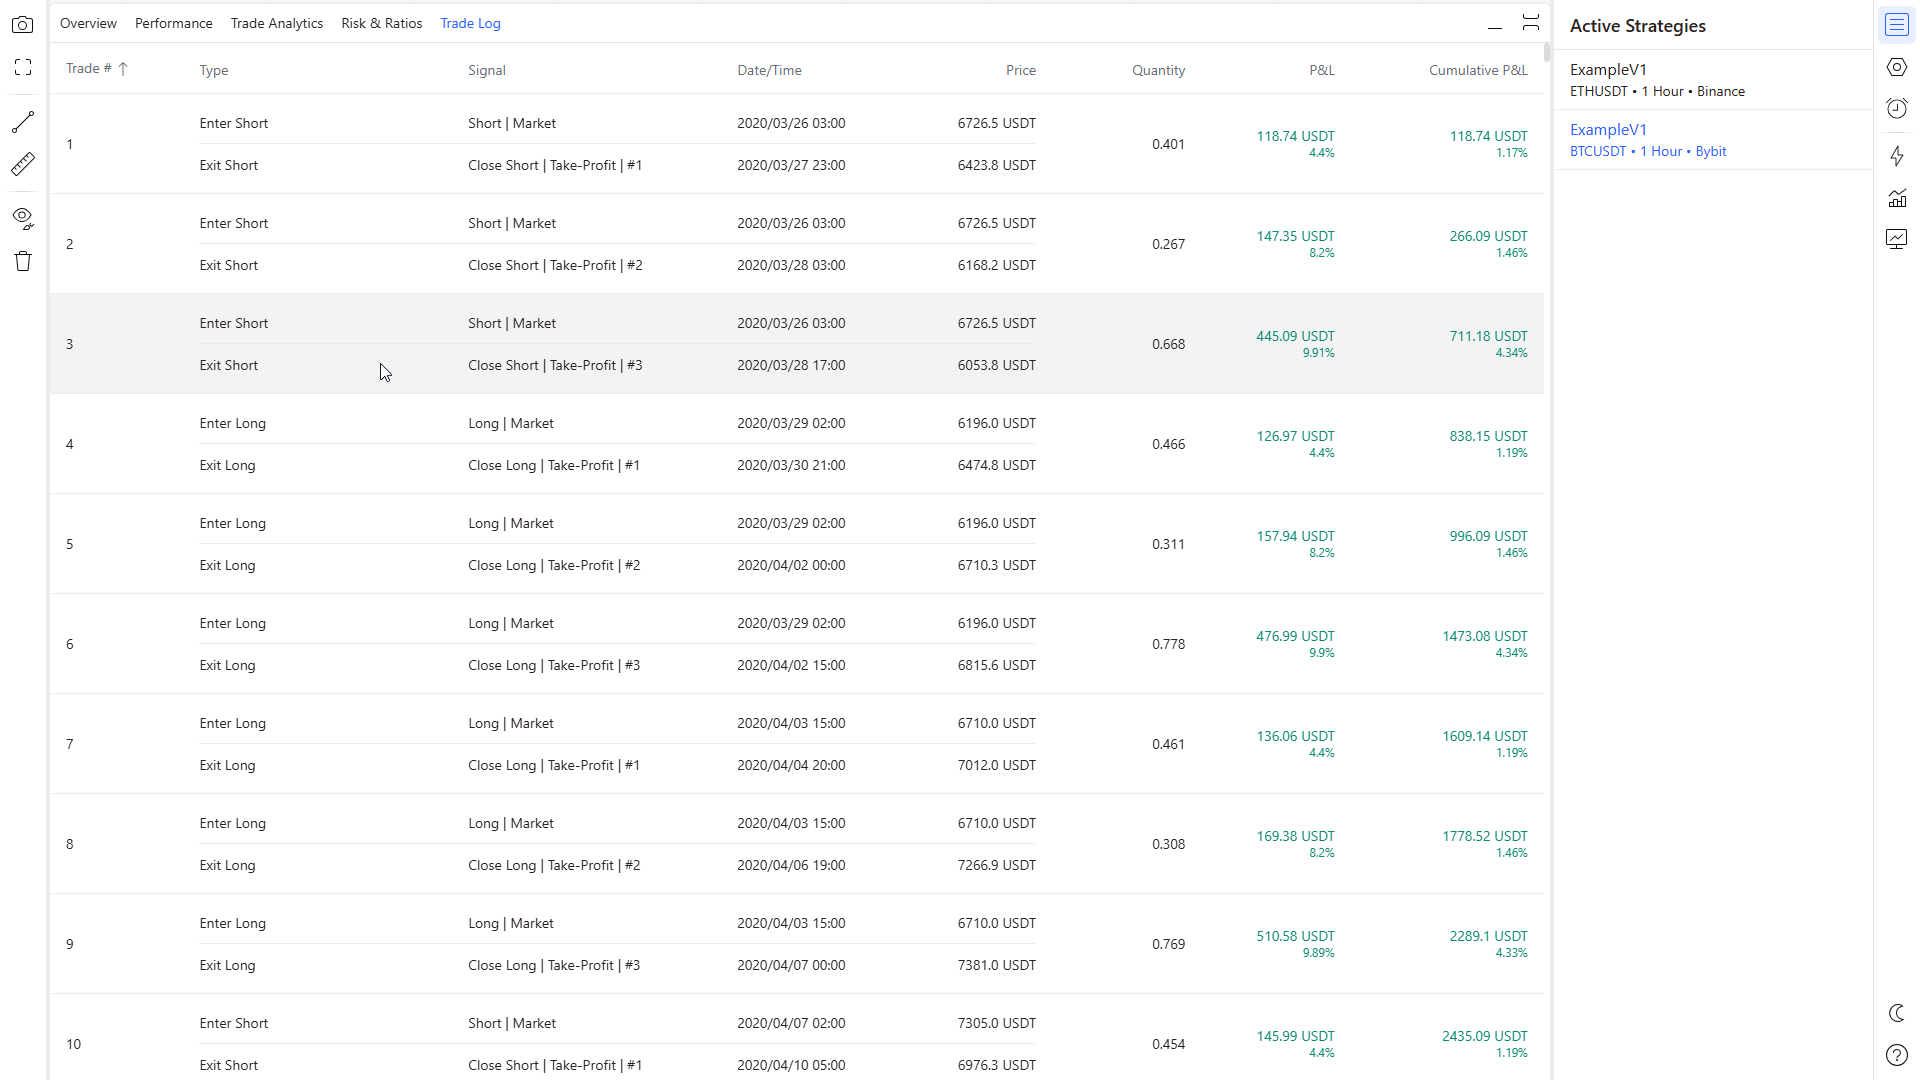 Overview Performance Trade Analytics Risk & Ratios Trade Log
Trade # Type Signal Date/Time Price Quantity P&L Cumulative P&L
Enter Short Short | Market 2020/03/26 03:00 6726.5 USDT
1 0.401 118.74 USDT 4.4% 118.74 USDT 1.17%
Exit Short Close Short | Take-Profit | #1 2020/03/27 23:00 6423.8 USDT
Enter Short Short | Market 2020/03/26 03:00 6726.5 USDT
2 0.267 147.35 USDT 8.2% 266.09 USDT 1.46%
Exit Short Close Short | Take-Profit | #2 2020/03/28 03:00 6168.2 USDT
Enter Short Short | Market 2020/03/26 03:00 6726.5 USDT
3 0.668 445.09 USDT 9.91% 711.18 USDT 4.34%
Exit Short Close Short | Take-Profit | #3 2020/03/28 17:00 6053.8 USDT
Enter Long Long | Market 2020/03/29 02:00 6196.0 USDT
4 0.466 126.97 USDT 4.4% 838.15 USDT 1.19%
Exit Long Close Long | Take-Profit | #1 2020/03/30 21:00 6474.8 USDT
Enter Long Long | Market 2020/03/29 02:00 6196.0 USDT
5 0.311 157.94 USDT 8.2% 996.09 USDT 1.46%
Exit Long Close Long | Take-Profit | #2 2020/04/02 00:00 6710.3 USDT
Enter Long Long | Market 2020/03/29 02:00 6196.0 USDT
6 0.778 476.99 USDT 9.9% 1473.08 USDT 4.34%
Exit Long Close Long | Take-Profit | #3 2020/04/02 15:00 6815.6 USDT
Enter Long Long | Market 2020/04/03 15:00 6710.0 USDT
7 0.461 136.06 USDT 4.4% 1609.14 USDT 1.19%
Exit Long Close Long | Take-Profit | #1 2020/04/04 20:00 7012.0 USDT
Enter Long Long | Market 2020/04/03 15:00 6710.0 USDT
8 0.308 169.38 USDT 8.2% 1778.52 USDT 1.46%
Exit Long Close Long | Take-Profit | #2 2020/04/06 19:00 7266.9 USDT
Enter Long Long | Market 2020/04/03 15:00 6710.0 USDT
9 0.769 510.58 USDT 9.89% 2289.1 USDT 4.33%
Exit Long Close Long | Take-Profit | #3 2020/04/07 00:00 7381.0 USDT
Enter Short Short | Market 2020/04/07 02:00 7305.0 USDT
10 0.454 145.99 USDT 4.4% 2435.09 USDT 1.19%
Exit Short Close Short | Take-Profit | #1 2020/04/10 05:00 6976.3 USDT
Active Strategies
ExampleV1
ETHUSDT • 1 Hour • Binance
ExampleV1
BTCUSDT • 1 Hour • Bybit